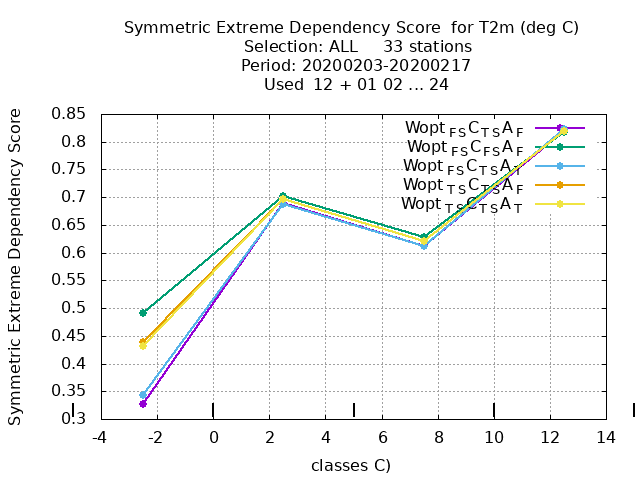 Symmetric Extreme Dependency Score for T2m (deg C)
Selection: ALL 33 stations
Period: 20200203-20200217
Used 12 + 01 02 ... 24
Symmetric Extreme Dependency Score
0.85
0.8
0.75
0.7
0.65
0.6
0.55
0.5
0.45
0.4
0.35
0.3
Wopt FS C TS A F
Wopt FS C FS A F
Wopt FS C TS A T
Wopt TS C TS A F
Wopt TS C TS A T
-4 -2 0 2 4 6 8 10 12 14
classes C)